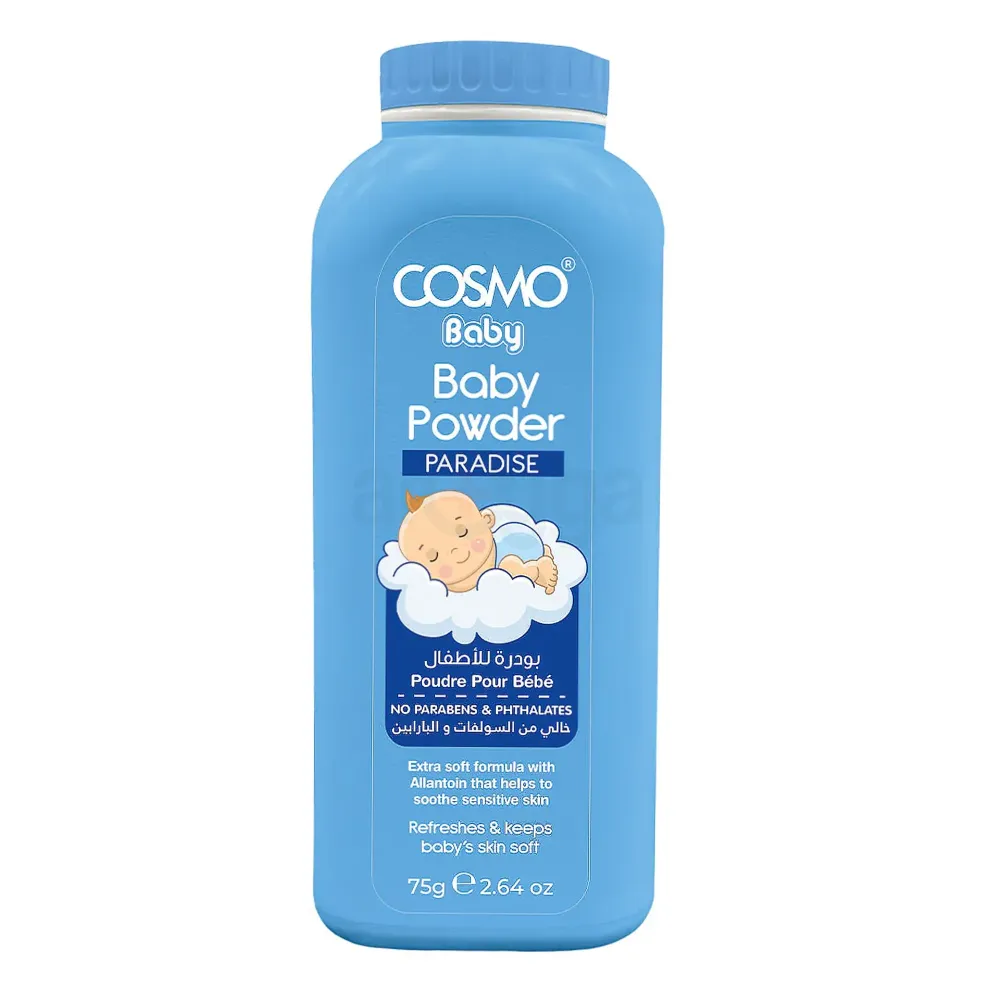 COSMO®
Baby
Baby
Powder
PARADISE
بودرة للأطفال
Poudre Pour Bébé
NO PARABENS & PHTHALATES
خالي من السولفات و البارابين
Extra soft formula with
Allantoin that helps to
soothe sensitive skin
Refreshes & keeps
baby's skin soft
75g ℮ 2.64 oz